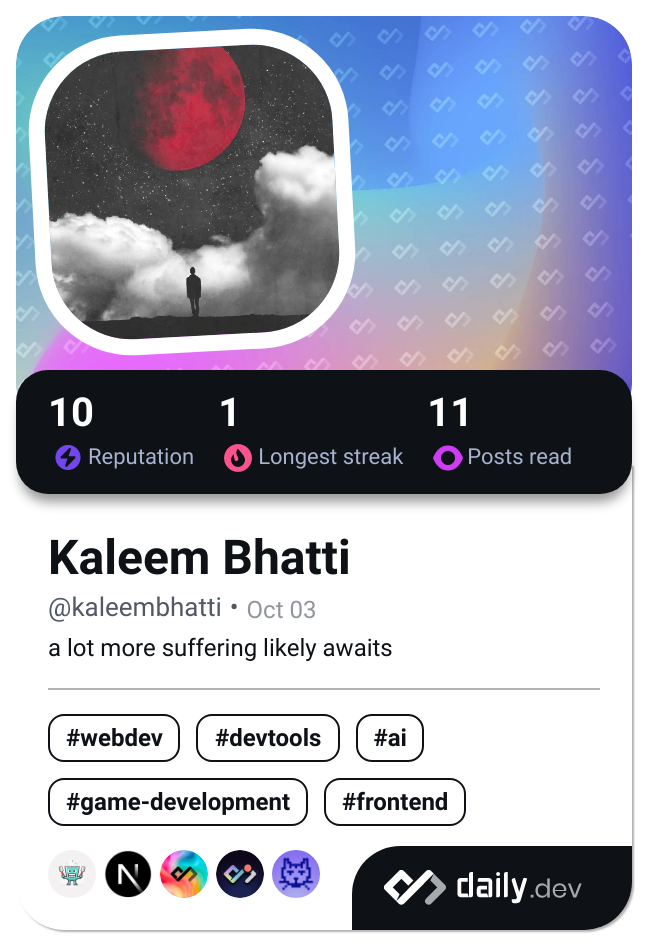 10 1 11
Reputation Longest streak Posts read
Kaleem Bhatti
@kaleembhatti • Oct 03
a lot more suffering likely awaits
#webdev #devtools #ai
#game-development #frontend
N daily.dev